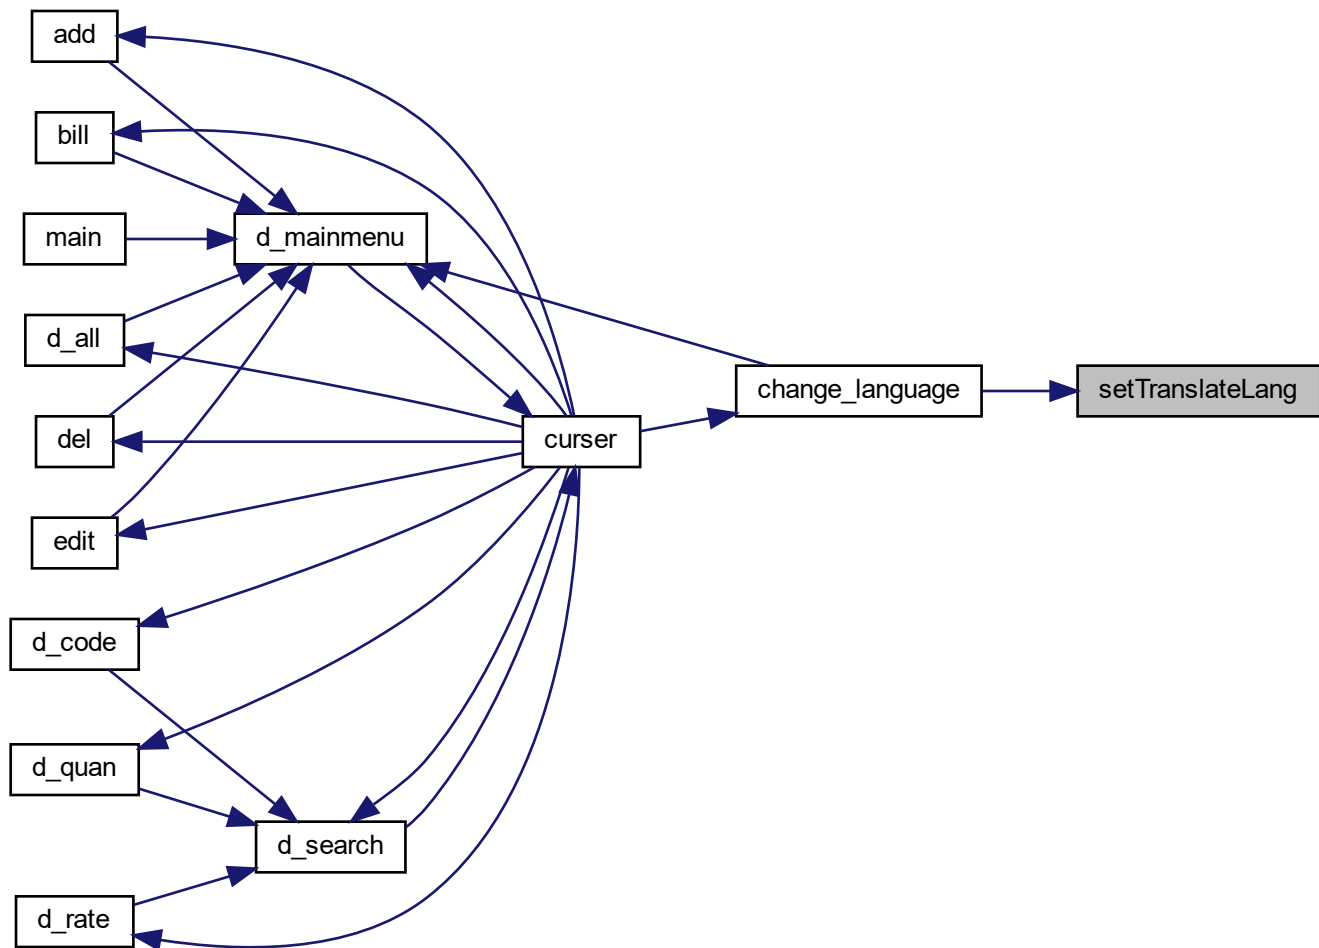 add
bill
main
d_mainmenu
d_all
change_language
setTranslateLang
del
curser
edit
d_code
d_quan
d_search
d_rate